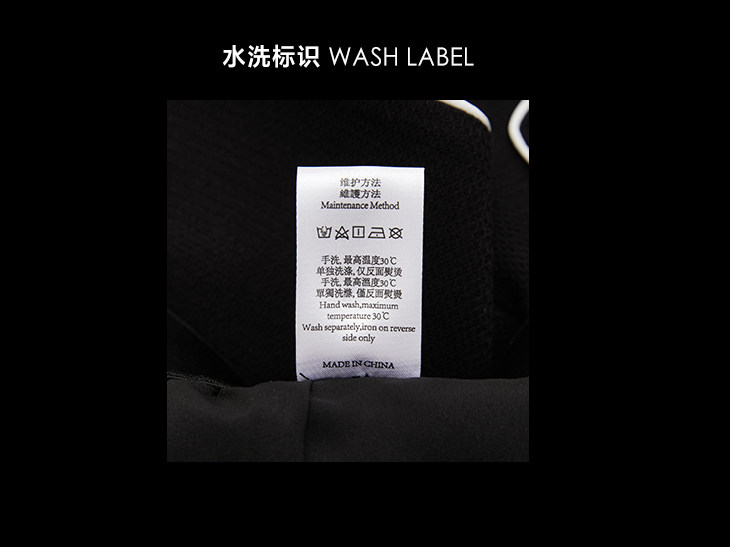 水洗标识 WASH LABEL
维护方法
維護方法
Maintenance Method
手洗,最高温度30℃
单独洗涤,仅反面熨烫
手洗,最高溫度30℃
單獨洗滌,僅反面熨燙
Hand wash,maximum
temperature 30℃
Wash separately,iron on reverse
side only
MADE IN CHINA